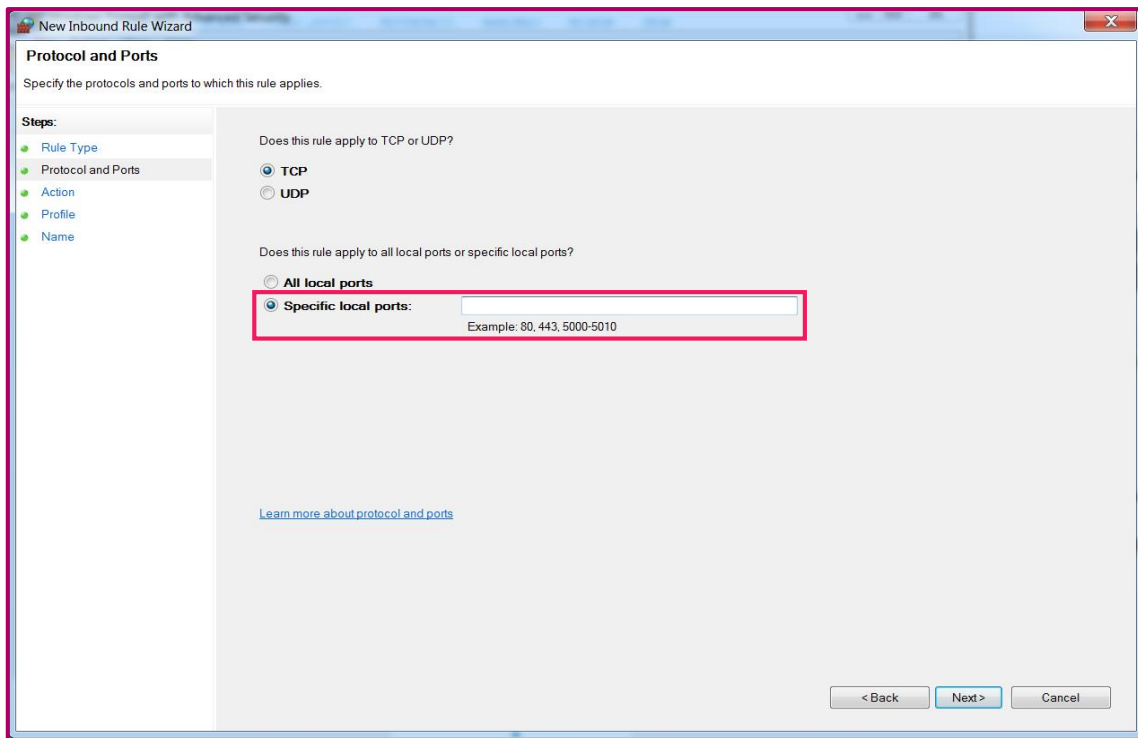 New Inbound Rule Wizard
Protocol and Ports
Specify the protocols and ports to which this rule applies.
Steps:
Rule Type
Protocol and Ports
Action
Profile
Name
Does this rule apply to TCP or UDP?
TCP
UDP
Does this rule apply to all local ports or specific local ports?
All local ports
Specific local ports:
Example: 80, 443, 5000-5010
Learn more about protocol and ports
< Back
Next >
Cancel